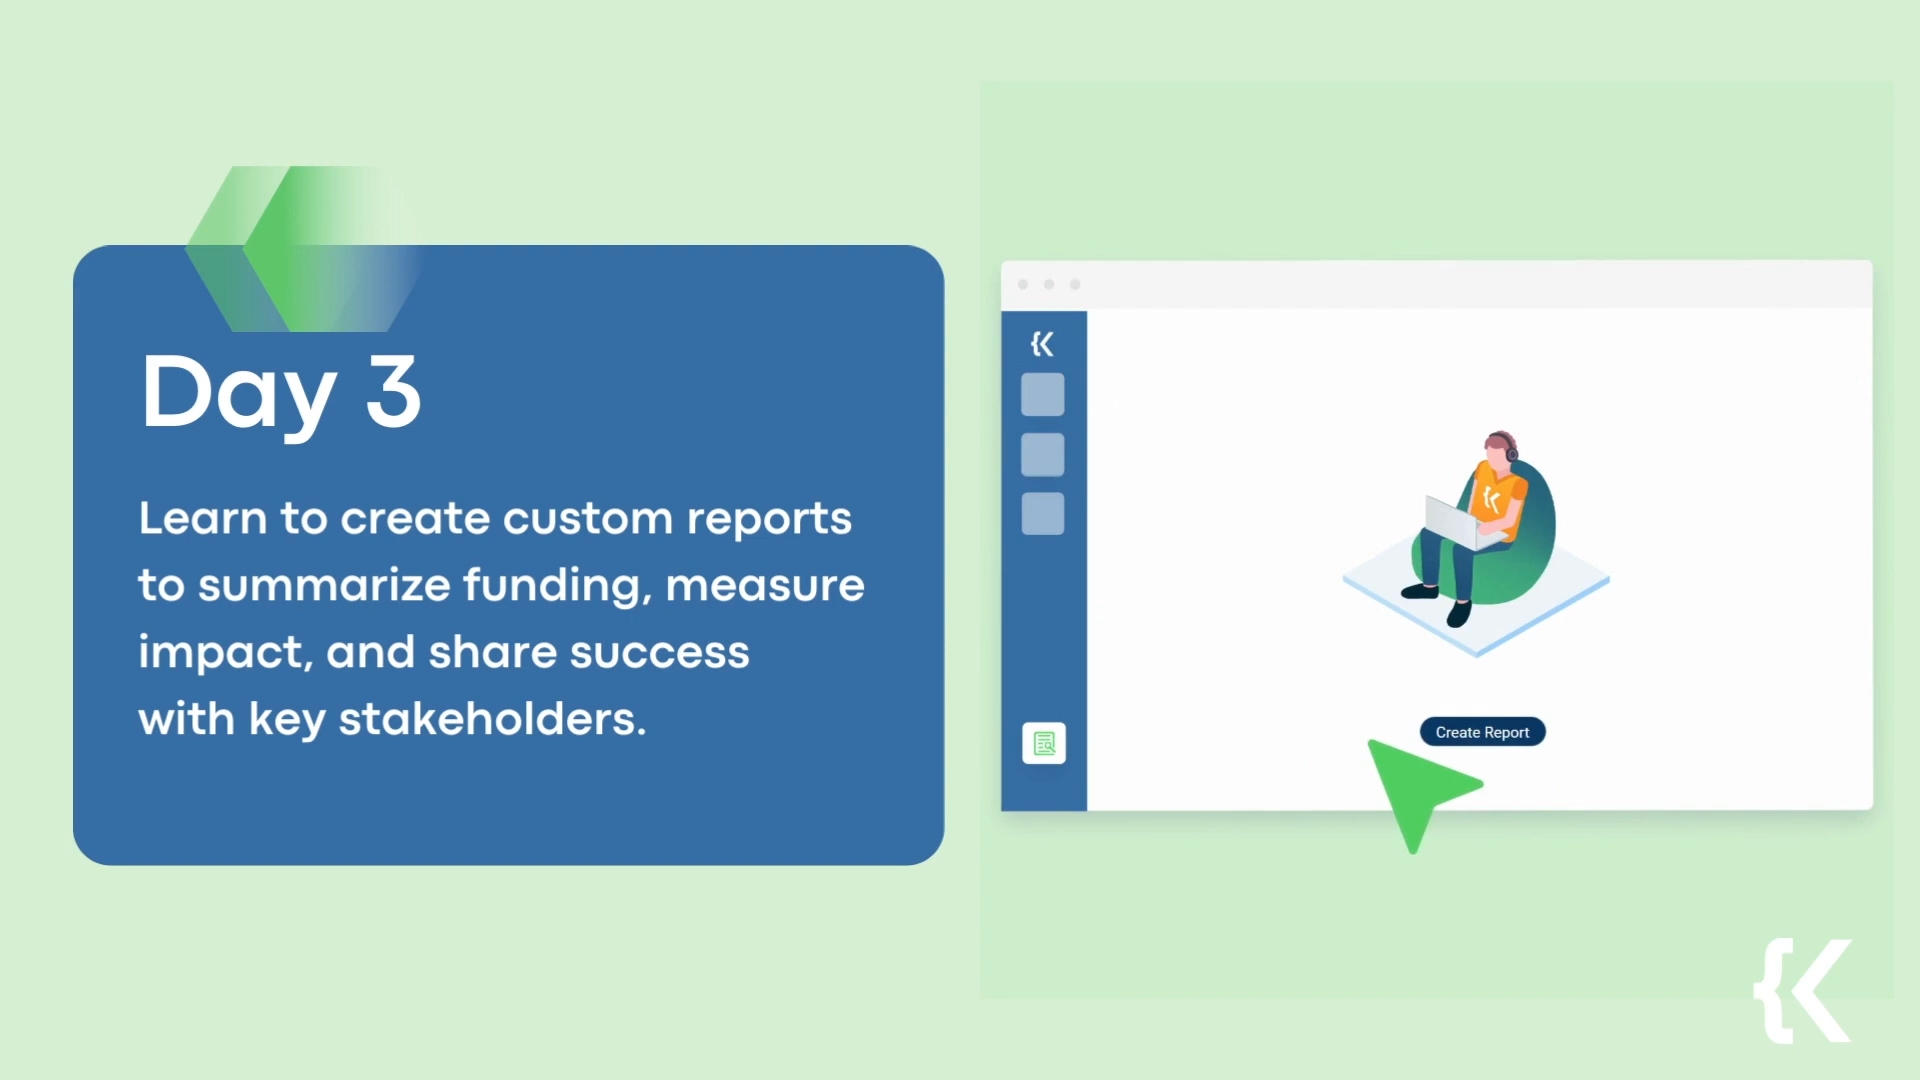 Day 3
Learn to create custom reports
to summarize funding, measure
impact, and share success
with key stakeholders.
Create Report